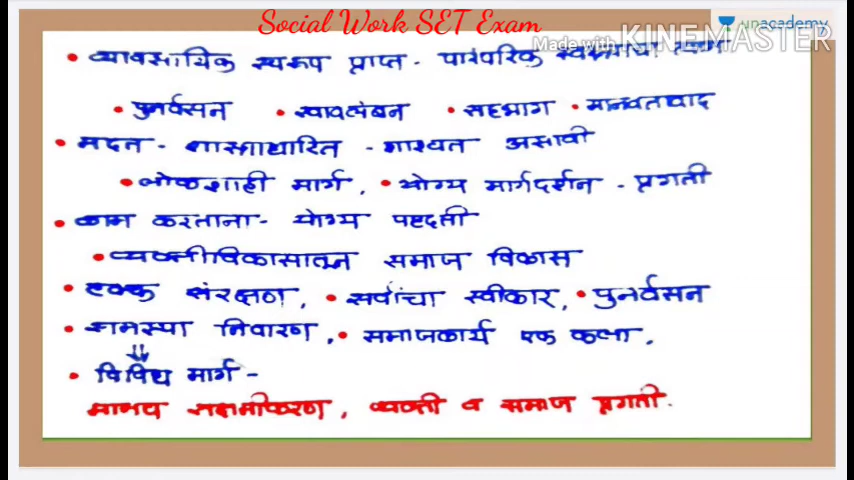 Social Work SET Exam
unacademy
Made with KINEMASTER
• व्यावसायिक स्वरूप प्राप्त - पारंपरिक
• पुनर्वसन • स्वावलंबन • सहभाग • मानवतावाद
• मदत - शास्त्राधारित - शाश्वत असावी
• लोकशाही मार्ग, • योग्य मार्गदर्शन - प्रगती
• काम करताना - योग्य पद्दती
• व्यक्तीविकासातून समाज विकास
• हक्क संरक्षण, • सर्वांचा स्वीकार, • पुनर्वसन
• समस्या निवारण, • समाजकार्य एक कला,
• विविध मार्ग -
मानव सक्षमीकरण, व्यक्ती व समाज प्रगती.